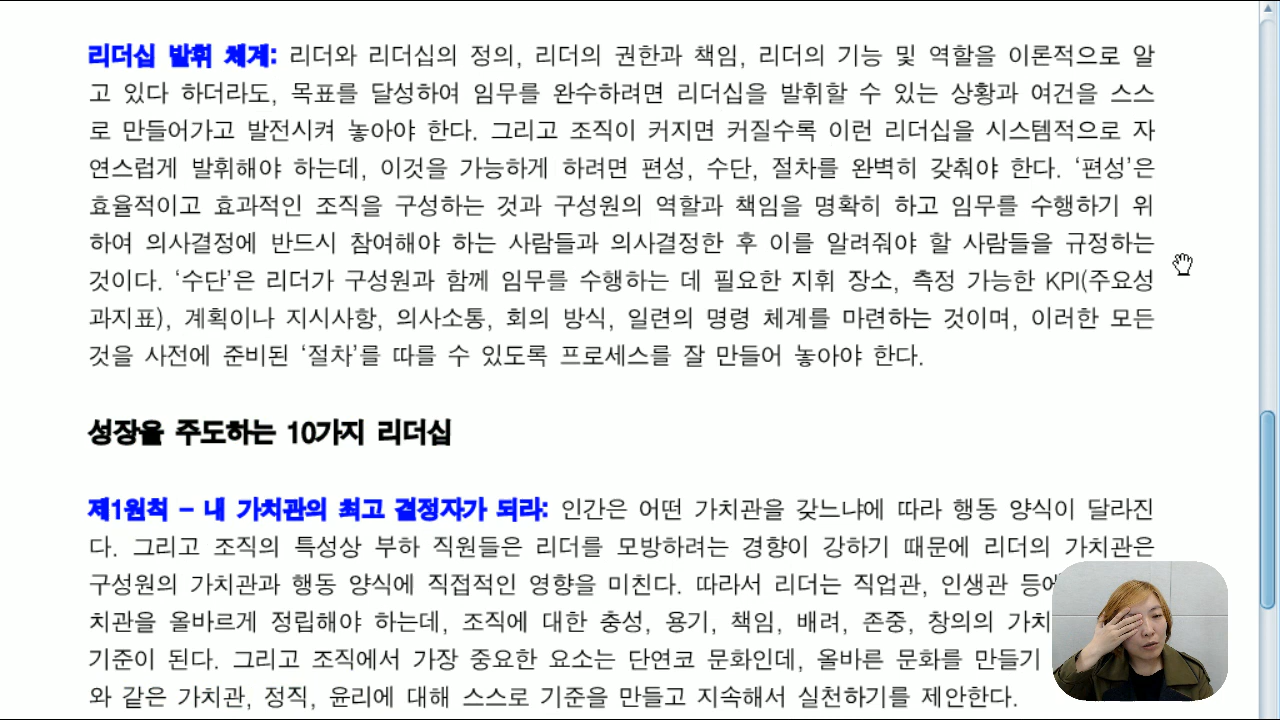 리더십 발휘 체계: 리더와 리더십의 정의, 리더의 권한과 책임, 리더의 기능 및 역할을 이론적으로 알
고 있다 하더라도, 목표를 달성하여 임무를 완수하려면 리더십을 발휘할 수 있는 상황과 여건을 스스
로 만들어가고 발전시켜 놓아야 한다. 그리고 조직이 커지면 커질수록 이런 리더십을 시스템적으로 자
연스럽게 발휘해야 하는데, 이것을 가능하게 하려면 편성, 수단, 절차를 완벽히 갖춰야 한다. ‘편성’은
효율적이고 효과적인 조직을 구성하는 것과 구성원의 역할과 책임을 명확히 하고 임무를 수행하기 위
하여 의사결정에 반드시 참여해야 하는 사람들과 의사결정한 후 이를 알려줘야 할 사람들을 규정하는
것이다. ‘수단’은 리더가 구성원과 함께 임무를 수행하는 데 필요한 지휘 장소, 측정 가능한 KPI(주요성
과지표), 계획이나 지시사항, 의사소통, 회의 방식, 일련의 명령 체계를 마련하는 것이며, 이러한 모든
것을 사전에 준비된 ‘절차’를 따를 수 있도록 프로세스를 잘 만들어 놓아야 한다.
성장을 주도하는 10가지 리더십
제1원칙 – 내 가치관의 최고 결정자가 되라: 인간은 어떤 가치관을 갖느냐에 따라 행동 양식이 달라진
다. 그리고 조직의 특성상 부하 직원들은 리더를 모방하려는 경향이 강하기 때문에 리더의 가치관은
구성원의 가치관과 행동 양식에 직접적인 영향을 미친다. 따라서 리더는 직업관, 인생관 등에
치관을 올바르게 정립해야 하는데, 조직에 대한 충성, 용기, 책임, 배려, 존중, 창의의 가치
기준이 된다. 그리고 조직에서 가장 중요한 요소는 단연코 문화인데, 올바른 문화를 만들기
와 같은 가치관, 정직, 윤리에 대해 스스로 기준을 만들고 지속해서 실천하기를 제안한다.